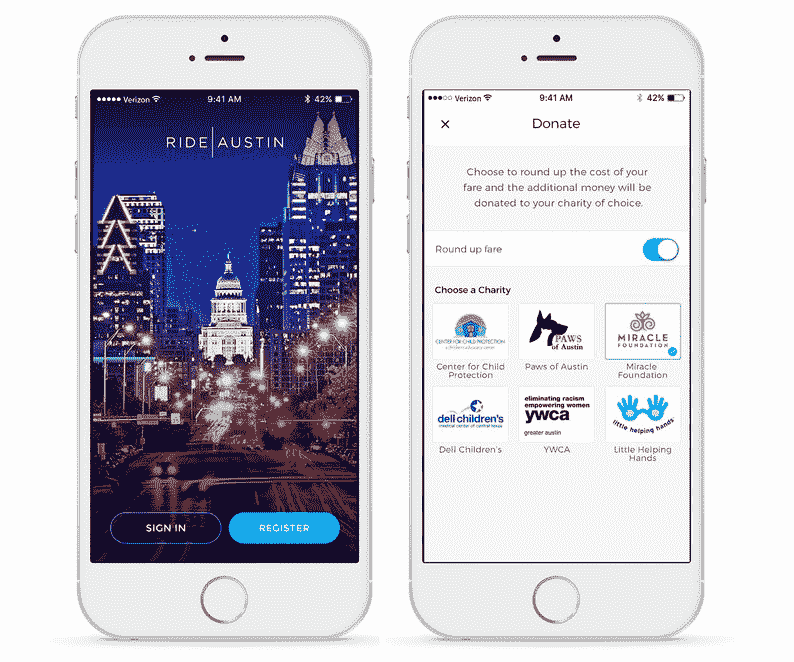 Verizon 9:41 AM 42%
RIDE AUSTIN
SIGN IN
REGISTER
Verizon 9:41 AM 42%
Donate
Choose to round up the cost of your
fare and the additional money will be
donated to your charity of choice.
Round up fare
Choose a Charity
CENTER FOR CHILD PROTECTION
Center for Child
Protection
PAWS
of Austin
Paws of Austin
MIRACLE
FOUNDATION
Miracle
Foundation
dell children's
medical center of central texas
Dell Children's
eliminating racism
empowering women
ywca
greater austin
YWCA
little helping hands
Little Helping
Hands